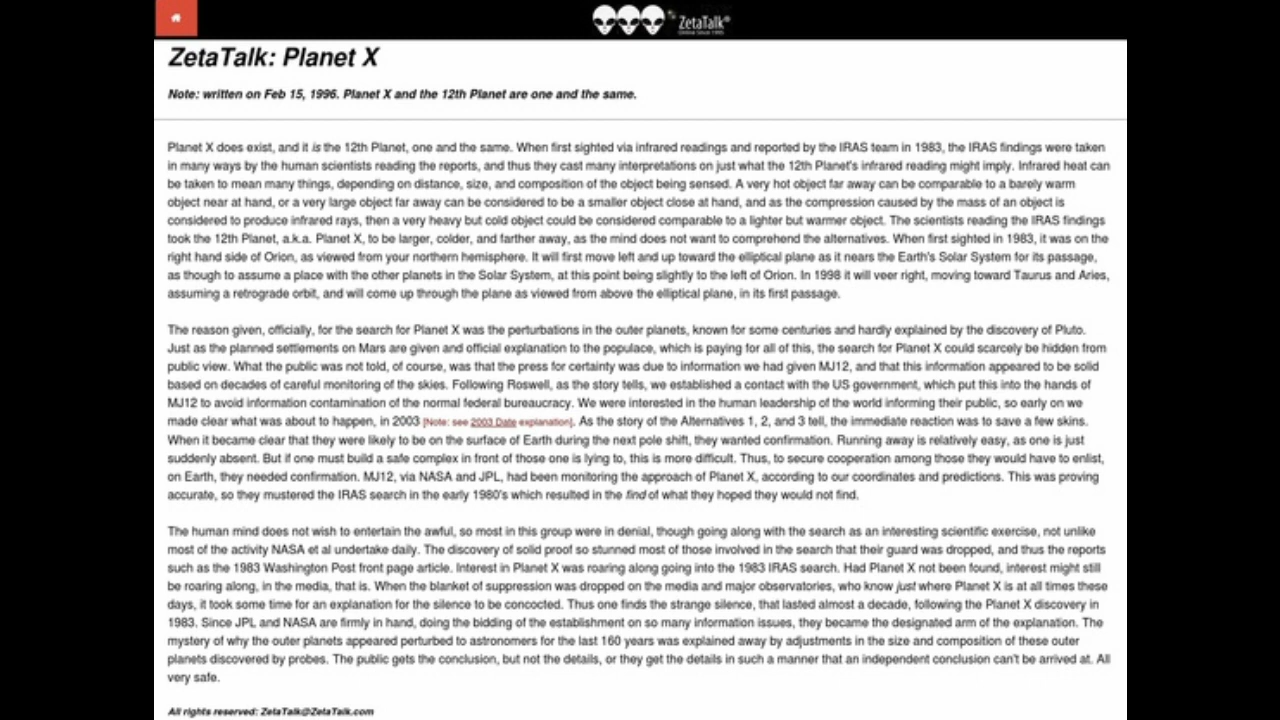 ZetaTalk®
Online Since 1995
ZetaTalk: Planet X
Note: written on Feb 15, 1996. Planet X and the 12th Planet are one and the same.
Planet X does exist, and it is the 12th Planet, one and the same. When first sighted via infrared readings and reported by the IRAS team in 1983, the IRAS findings were taken
in many ways by the human scientists reading the reports, and thus they cast many interpretations on just what the 12th Planet's infrared reading might imply. Infrared heat can
be taken to mean many things, depending on distance, size, and composition of the object being sensed. A very hot object far away can be comparable to a barely warm
object near at hand, or a very large object far away can be considered to be a smaller object close at hand, and as the compression caused by the mass of an object is
considered to produce infrared rays, then a very heavy but cold object could be considered comparable to a lighter but warmer object. The scientists reading the IRAS findings
took the 12th Planet, a.k.a. Planet X, to be larger, colder, and farther away, as the mind does not want to comprehend the alternatives. When first sighted in 1983, it was on the
right hand side of Orion, as viewed from your northern hemisphere. It will first move left and up toward the elliptical plane as it nears the Earth's Solar System for its passage,
as though to assume a place with the other planets in the Solar System, at this point being slightly to the left of Orion. In 1998 it will veer right, moving toward Taurus and Aries,
assuming a retrograde orbit, and will come up through the plane as viewed from above the elliptical plane, in its first passage.
The reason given, officially, for the search for Planet X was the perturbations in the outer planets, known for some centuries and hardly explained by the discovery of Pluto.
Just as the planned settlements on Mars are given and official explanation to the populace, which is paying for all of this, the search for Planet X could scarcely be hidden from
public view. What the public was not told, of course, was that the press for certainty was due to information we had given MJ12, and that this information appeared to be solid
based on decades of careful monitoring of the skies. Following Roswell, as the story tells, we established a contact with the US government, which put this into the hands of
MJ12 to avoid information contamination of the normal federal bureaucracy. We were interested in the human leadership of the world informing their public, so early on we
made clear what was about to happen, in 2003 [Note: see 2003 Date explanation]. As the story of the Alternatives 1, 2, and 3 tell, the immediate reaction was to save a few skins.
When it became clear that they were likely to be on the surface of Earth during the next pole shift, they wanted confirmation. Running away is relatively easy, as one is just
suddenly absent. But if one must build a safe complex in front of those one is lying to, this is more difficult. Thus, to secure cooperation among those they would have to enlist,
on Earth, they needed confirmation. MJ12, via NASA and JPL, had been monitoring the approach of Planet X, according to our coordinates and predictions. This was proving
accurate, so they mustered the IRAS search in the early 1980's which resulted in the find of what they hoped they would not find.
The human mind does not wish to entertain the awful, so most in this group were in denial, though going along with the search as an interesting scientific exercise, not unlike
most of the activity NASA et al undertake daily. The discovery of solid proof so stunned most of those involved in the search that their guard was dropped, and thus the reports
such as the 1983 Washington Post front page article. Interest in Planet X was roaring along going into the 1983 IRAS search. Had Planet X not been found, interest might still
be roaring along, in the media, that is. When the blanket of suppression was dropped on the media and major observatories, who know just where Planet X is at all times these
days, it took some time for an explanation for the silence to be concocted. Thus one finds the strange silence, that lasted almost a decade, following the Planet X discovery in
1983. Since JPL and NASA are firmly in hand, doing the bidding of the establishment on so many information issues, they became the designated arm of the explanation. The
mystery of why the outer planets appeared perturbed to astronomers for the last 160 years was explained away by adjustments in the size and composition of these outer
planets discovered by probes. The public gets the conclusion, but not the details, or they get the details in such a manner that an independent conclusion can't be arrived at. All
very safe.
All rights reserved: ZetaTalk@ZetaTalk.com